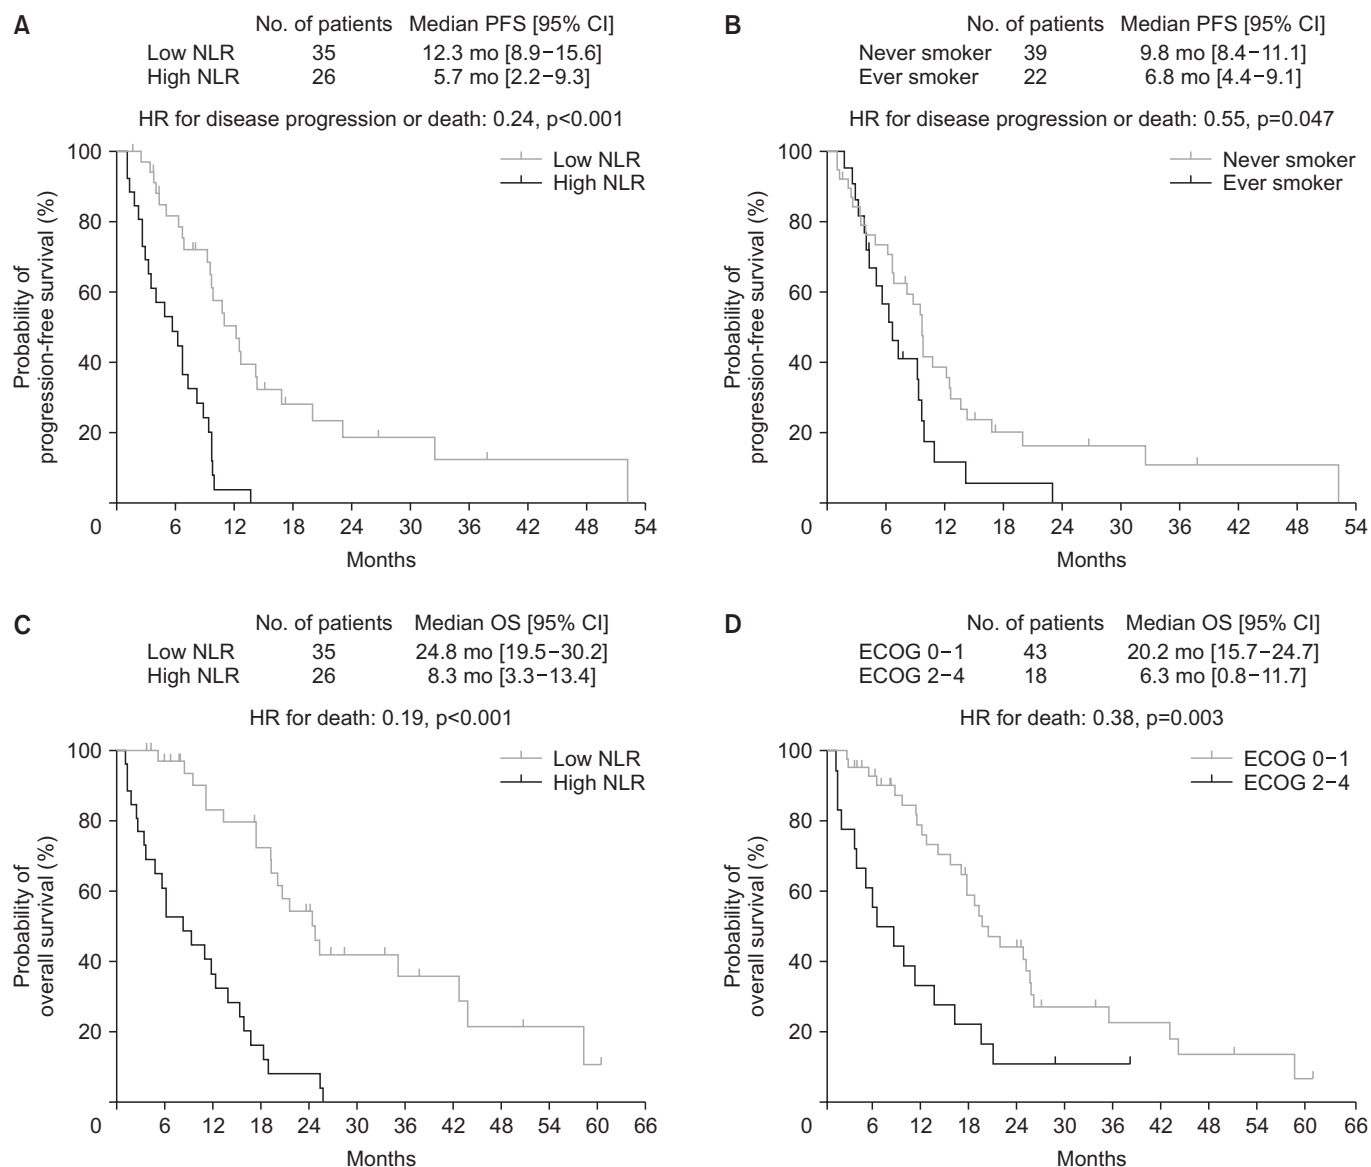 A
No. of patients Median PFS [95% CI]
Low NLR 35 12.3 mo [8.9−15.6]
High NLR 26 5.7 mo [2.2−9.3]
HR for disease progression or death: 0.24, p<0.001
Low NLR
High NLR
Probability of
progression-free survival (%)
100
80
60
40
20
0 6 12 18 24 30 36 42 48 54
Months
B
No. of patients Median PFS [95% CI]
Never smoker 39 9.8 mo [8.4−11.1]
Ever smoker 22 6.8 mo [4.4−9.1]
HR for disease progression or death: 0.55, p=0.047
Never smoker
Ever smoker
Probability of
progression-free survival (%)
100
80
60
40
20
0 6 12 18 24 30 36 42 48 54
Months
C
No. of patients Median OS [95% CI]
Low NLR 35 24.8 mo [19.5−30.2]
High NLR 26 8.3 mo [3.3−13.4]
HR for death: 0.19, p<0.001
Low NLR
High NLR
Probability of
overall survival (%)
100
80
60
40
20
0 6 12 18 24 30 36 42 48 54 60 66
Months
D
No. of patients Median OS [95% CI]
ECOG 0−1 43 20.2 mo [15.7−24.7]
ECOG 2−4 18 6.3 mo [0.8−11.7]
HR for death: 0.38, p=0.003
ECOG 0−1
ECOG 2−4
Probability of
overall survival (%)
100
80
60
40
20
0 6 12 18 24 30 36 42 48 54 60 66
Months